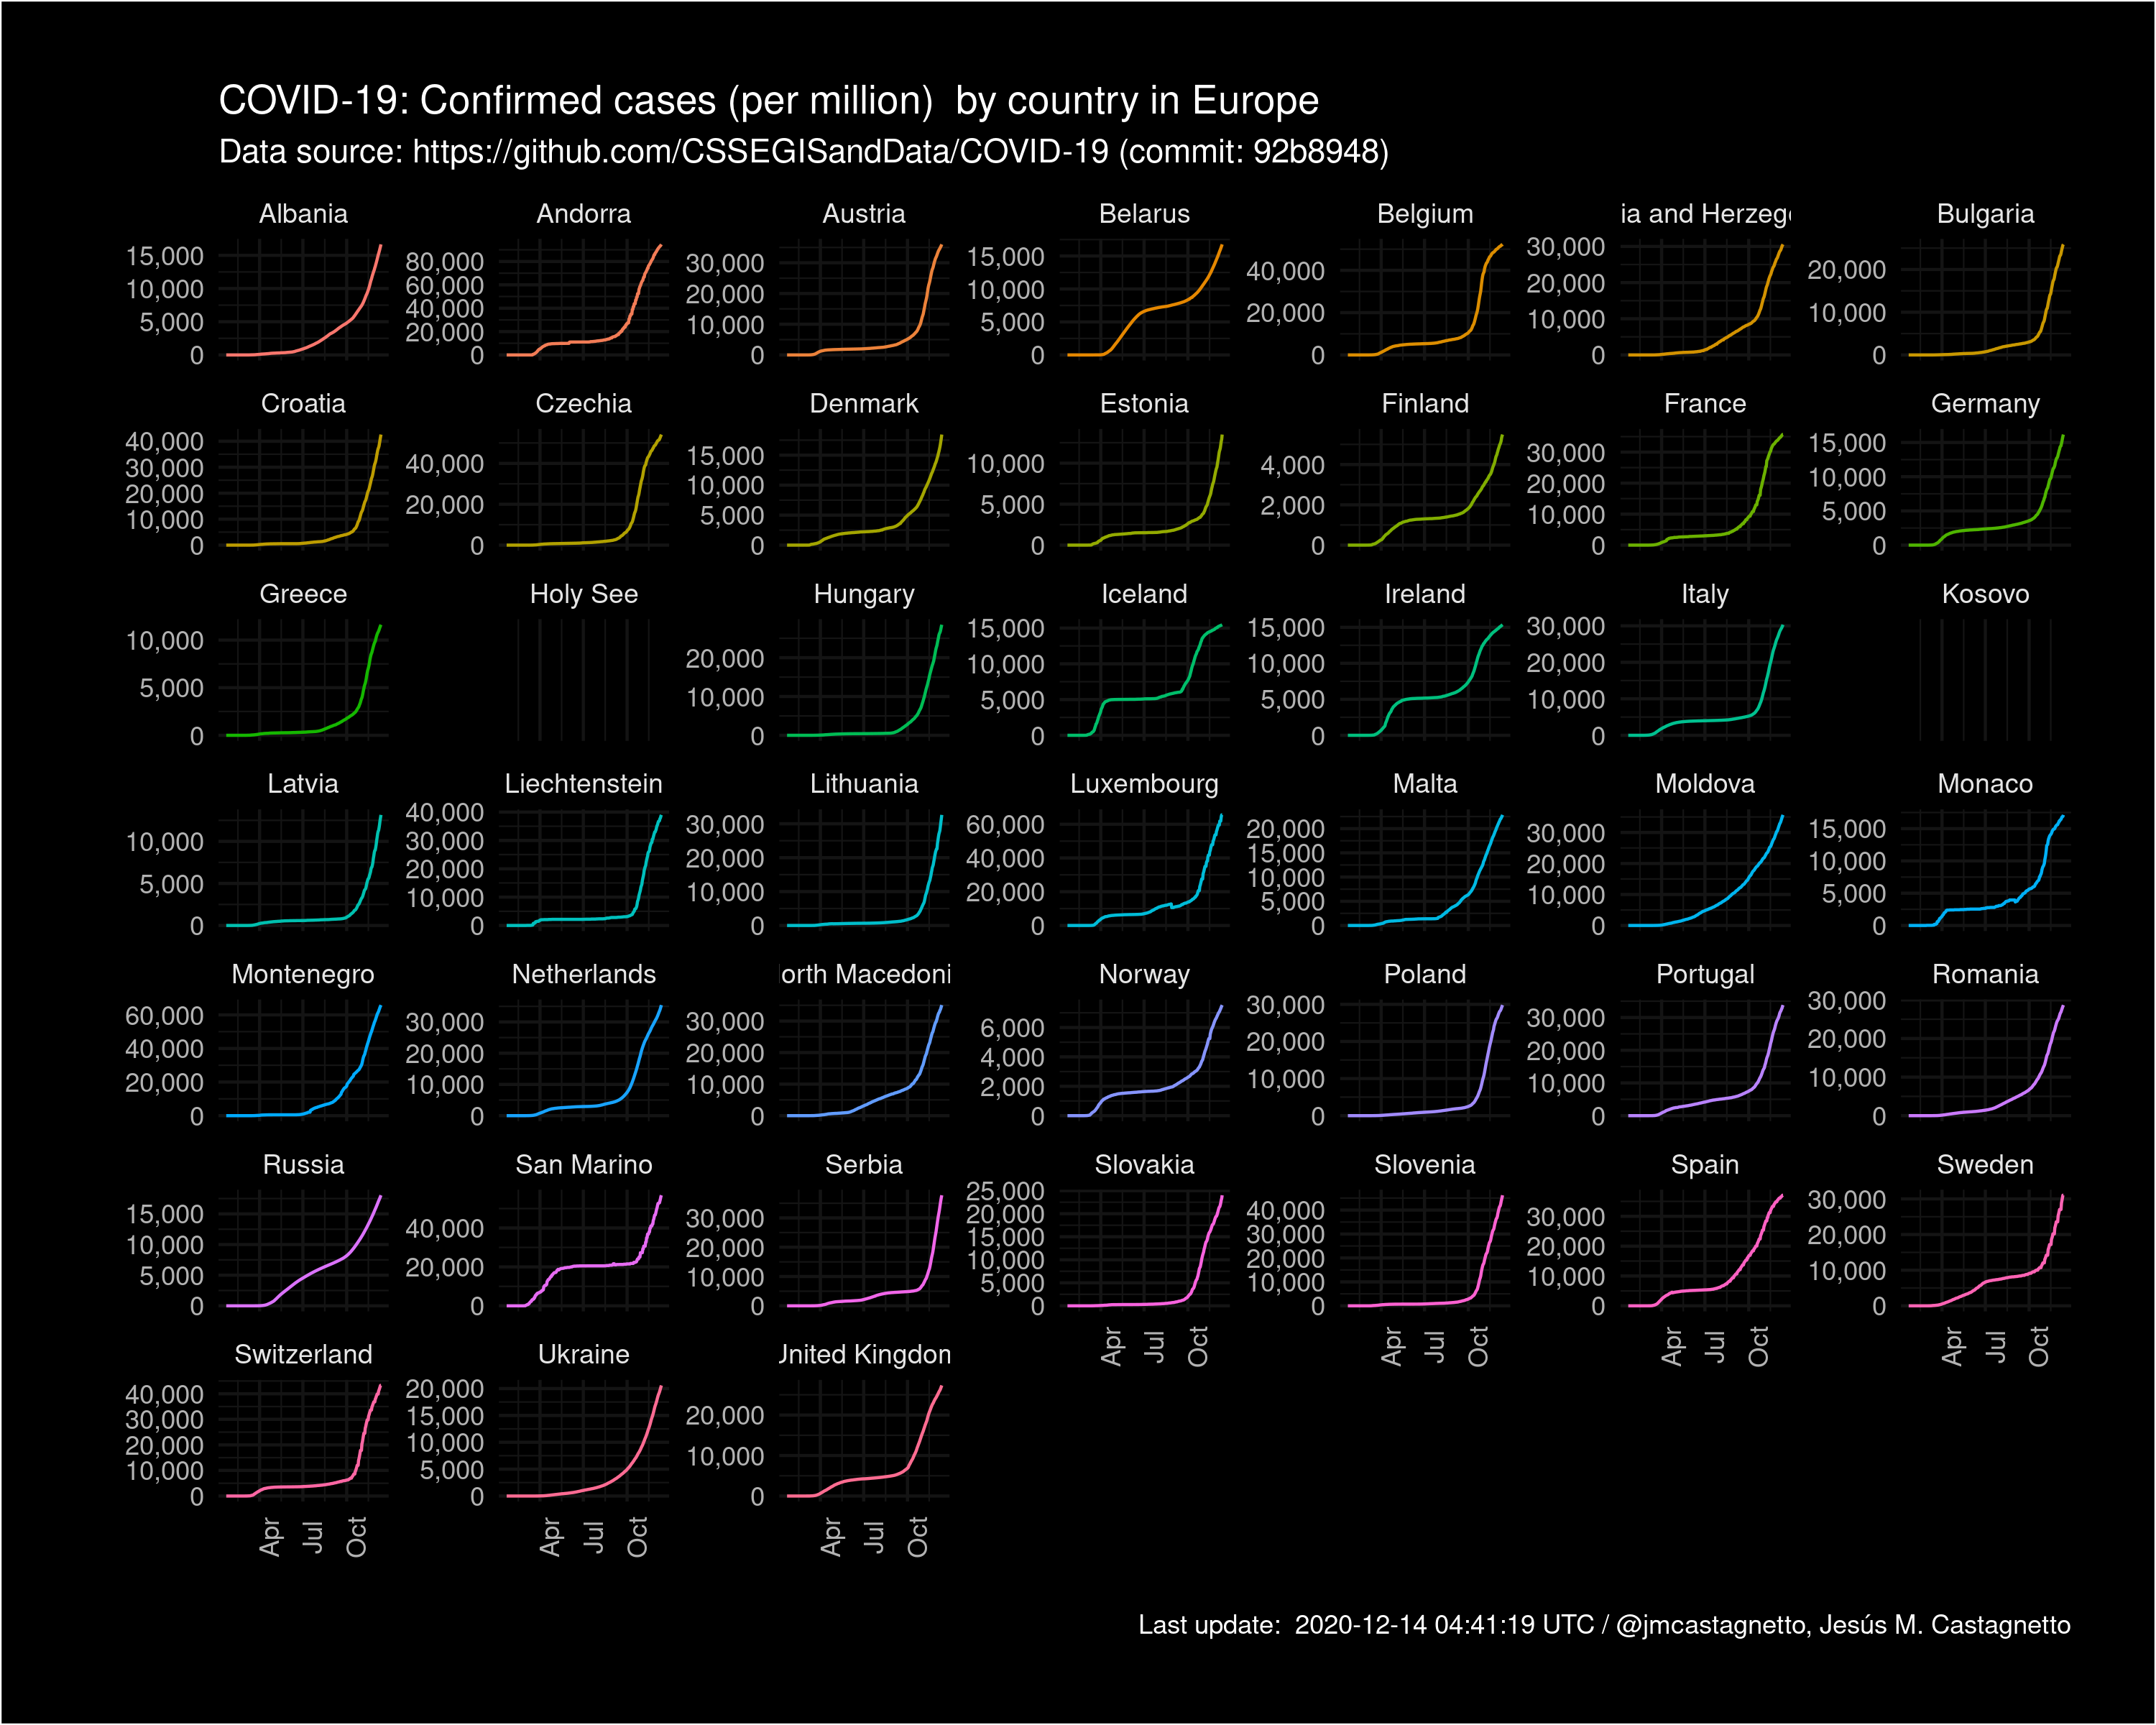 COVID-19: Confirmed cases (per million)  by country in Europe
Data source: https://github.com/CSSEGISandData/COVID-19 (commit: 92b8948)
Albania
15,000
10,000
5,000
0
Andorra
80,000
60,000
40,000
20,000
0
Austria
30,000
20,000
10,000
0
Belarus
15,000
10,000
5,000
0
Belgium
40,000
20,000
0
ia and Herzeg
30,000
20,000
10,000
0
Bulgaria
20,000
10,000
0
Croatia
40,000
30,000
20,000
10,000
0
Czechia
40,000
20,000
0
Denmark
15,000
10,000
5,000
0
Estonia
10,000
5,000
0
Finland
4,000
2,000
0
France
30,000
20,000
10,000
0
Germany
15,000
10,000
5,000
0
Greece
10,000
5,000
0
Holy See
Hungary
20,000
10,000
0
Iceland
15,000
10,000
5,000
0
Ireland
15,000
10,000
5,000
0
Italy
30,000
20,000
10,000
0
Kosovo
Latvia
10,000
5,000
0
Liechtenstein
40,000
30,000
20,000
10,000
0
Lithuania
30,000
20,000
10,000
0
Luxembourg
60,000
40,000
20,000
0
Malta
20,000
15,000
10,000
5,000
0
Moldova
30,000
20,000
10,000
0
Monaco
15,000
10,000
5,000
0
Montenegro
60,000
40,000
20,000
0
Netherlands
30,000
20,000
10,000
0
orth Macedoni
30,000
20,000
10,000
0
Norway
6,000
4,000
2,000
0
Poland
30,000
20,000
10,000
0
Portugal
30,000
20,000
10,000
0
Romania
30,000
20,000
10,000
0
Russia
15,000
10,000
5,000
0
San Marino
40,000
20,000
0
Serbia
30,000
20,000
10,000
0
Slovakia
25,000
20,000
15,000
10,000
5,000
0
Apr
Jul
Oct
Slovenia
40,000
30,000
20,000
10,000
0
Apr
Jul
Oct
Spain
30,000
20,000
10,000
0
Apr
Jul
Oct
Sweden
30,000
20,000
10,000
0
Apr
Jul
Oct
Switzerland
40,000
30,000
20,000
10,000
0
Apr
Jul
Oct
Ukraine
20,000
15,000
10,000
5,000
0
Apr
Jul
Oct
United Kingdom
20,000
10,000
0
Apr
Jul
Oct
Last update:  2020-12-14 04:41:19 UTC / @jmcastagnetto, Jesús M. Castagnetto